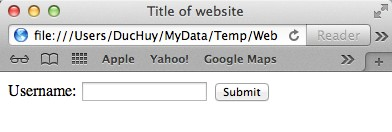 Title of website
file:///Users/DucHuy/MyData/Temp/Web
Reader
Apple Yahoo! Google Maps
Username: Submit